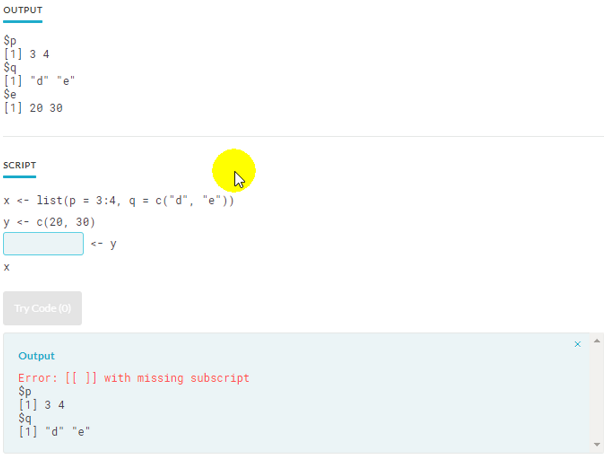 OUTPUT
$p
[1] 3 4
$q
[1] "d" "e"
$e
[1] 20 30
SCRIPT
x <- list(p = 3:4, q = c("d", "e"))
y <- c(20, 30)
<- y
x
Try Code (0)
Output
Error: [[ ]] with missing subscript
$p
[1] 3 4
$q
[1] "d" "e"